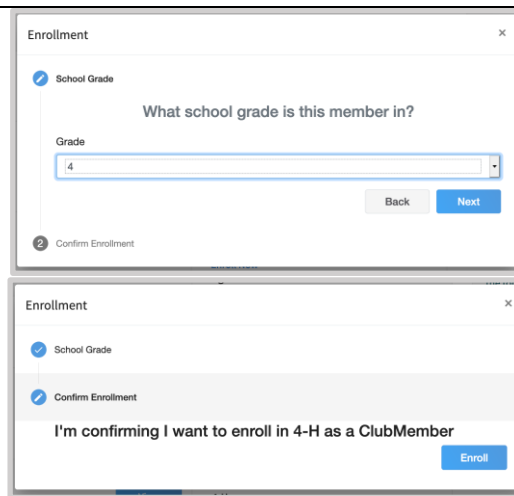 Enrollment ×
School Grade
What school grade is this member in?
Grade
4
Back Next
2 Confirm Enrollment
Enrollment ×
School Grade
Confirm Enrollment
I'm confirming I want to enroll in 4-H as a ClubMember
Enroll